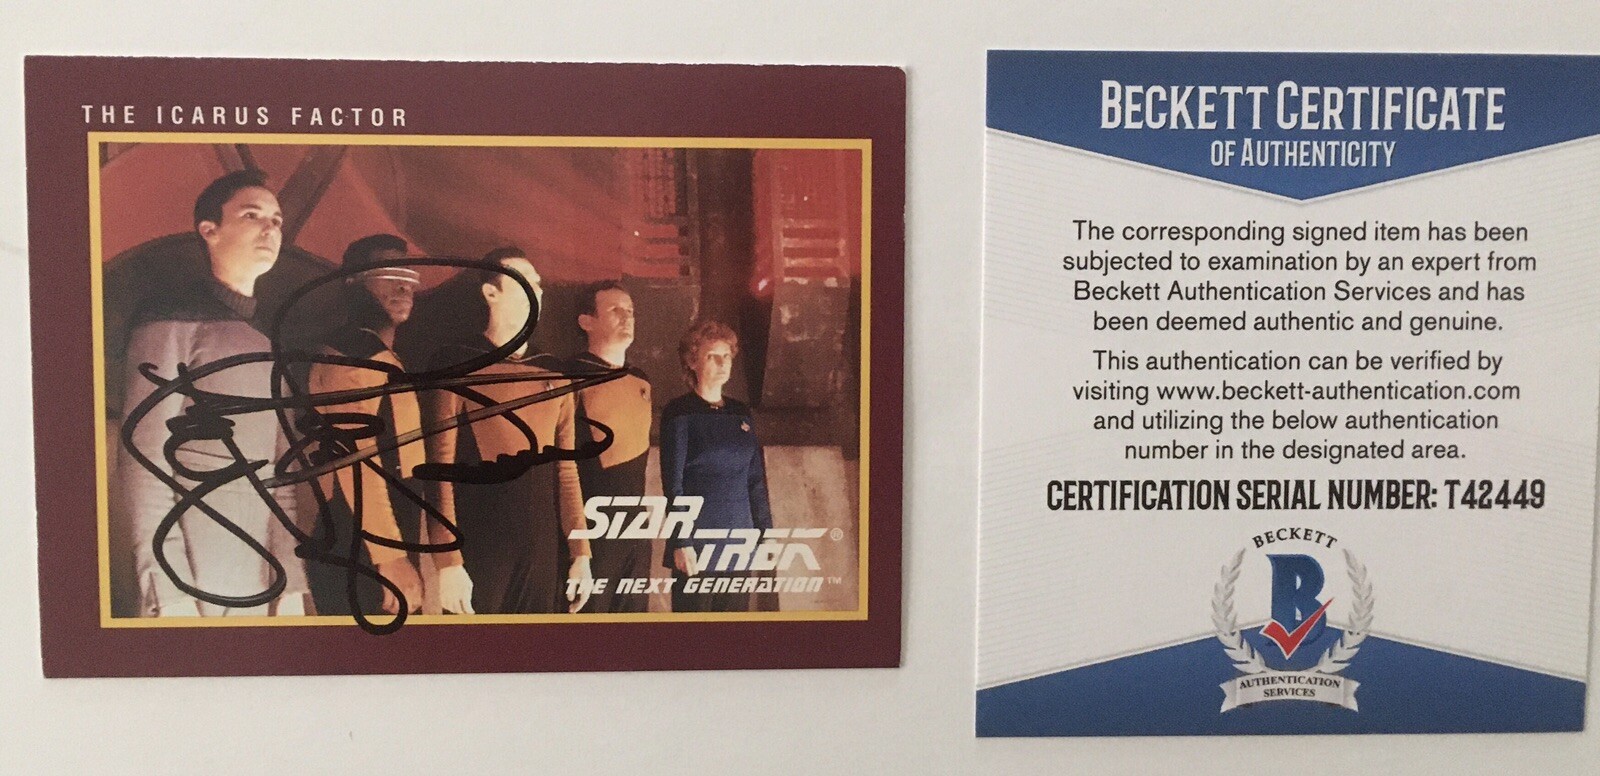 THE ICARUS FACTOR
STAR
TREK®
THE NEXT GENERATION™
BECKETT CERTIFICATE
OF AUTHENTICITY
The corresponding signed item has been
subjected to examination by an expert from
Beckett Authentication Services and has
been deemed authentic and genuine.
This authentication can be verified by
visiting www.beckett-authentication.com
and utilizing the below authentication
number in the designated area.
CERTIFICATION SERIAL NUMBER: T42449
BECKETT
B
AUTHENTICATION
SERVICES